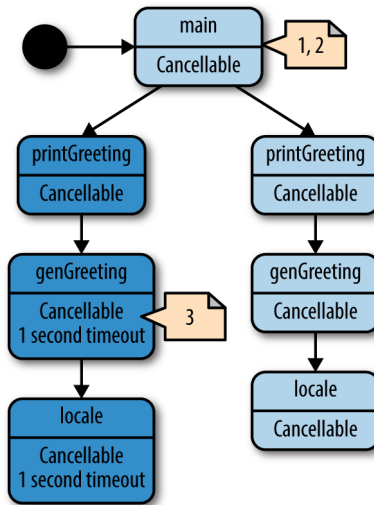 main
Cancellable
1, 2
printGreeting
Cancellable
printGreeting
Cancellable
genGreeting
Cancellable
1 second timeout
3
genGreeting
Cancellable
locale
Cancellable
1 second timeout
locale
Cancellable